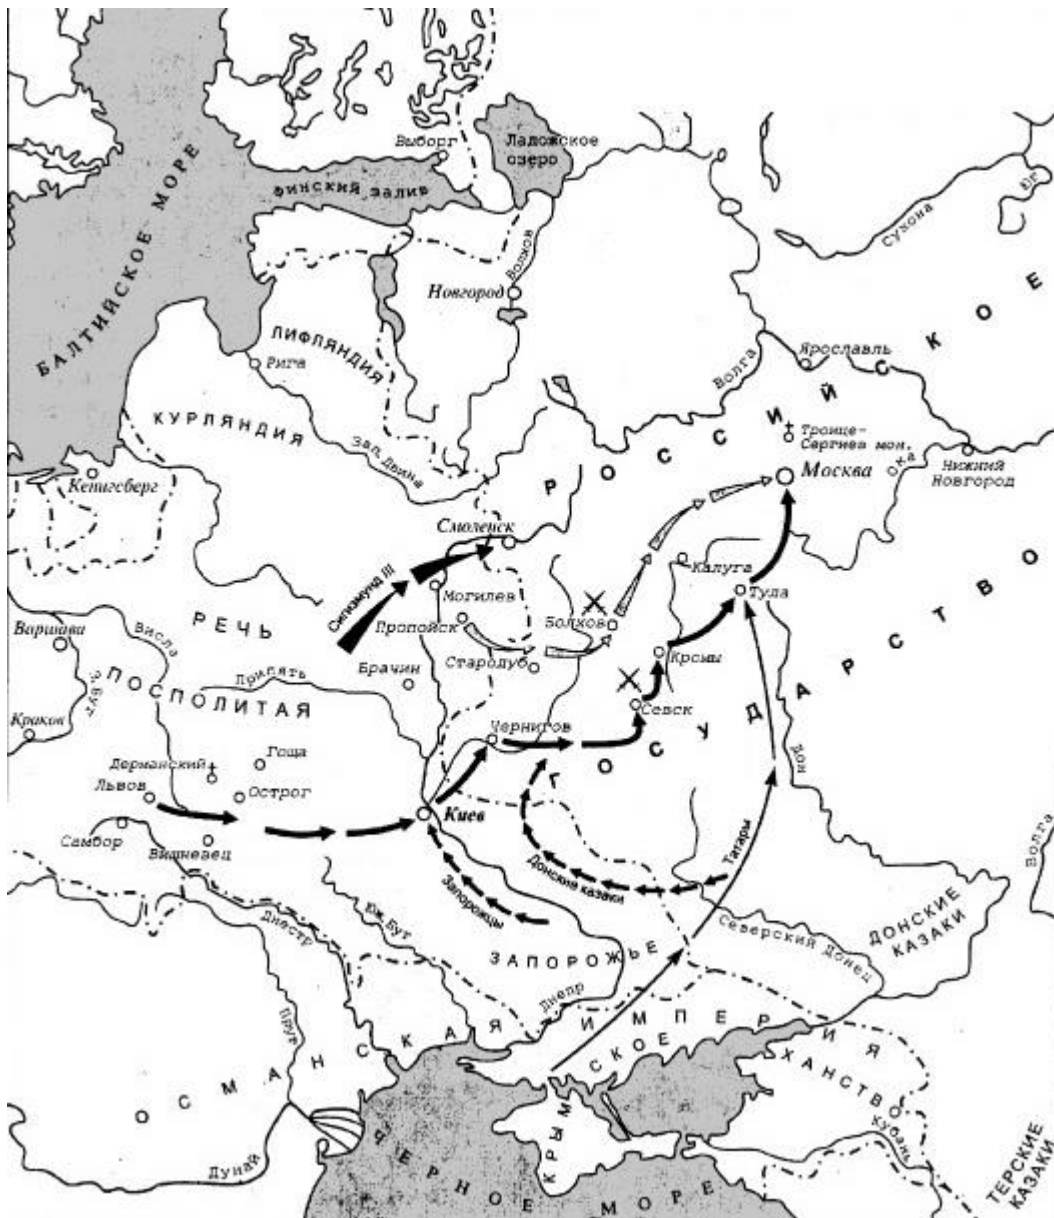 Выборг
Ладожское
озеро
ФИНСКИЙ ЗАЛИВ
БАЛТИЙСКОЕ МОРЕ
Волхов
Сухона
Юг
Новгород
ЛИФЛЯНДИЯ
Рига
Волга
Ярославль
КУРЛЯНДИЯ
Зап. Двина
Троице-
Сергиев мон.
Москва
Ока
Нижний
Новгород
Кенигсберг
РОССИЙСКОЕ
ГОСУДАРСТВО
Смоленск
Сигизмунд III
Могилев
Калуга
Тула
РЕЧЬ
ПОСПОЛИТАЯ
Варшава
Висла
Пропойск
Болхов
Стародуб
Кромы
Брачин
Припять
З. Буг
Севск
Краков
Чернигов
Гоща
Дерманский
Львов
Острог
Киев
Дон
Самбор
Вишневец
Волга
Татары
Донские казаки
Запорожцы
Днестр
Юж. Буг
Северский Донец
ДОНСКИЕ
КАЗАКИ
ЗАПОРОЖЬЕ
Днепр
Прут
ОСМАНСКАЯ ИМПЕРИЯ
КРЫМСКОЕ
ХАНСТВО
Кубань
Дунай
ЧЕРНОЕ МОРЕ
ТЕРСКИЕ
КАЗАКИ